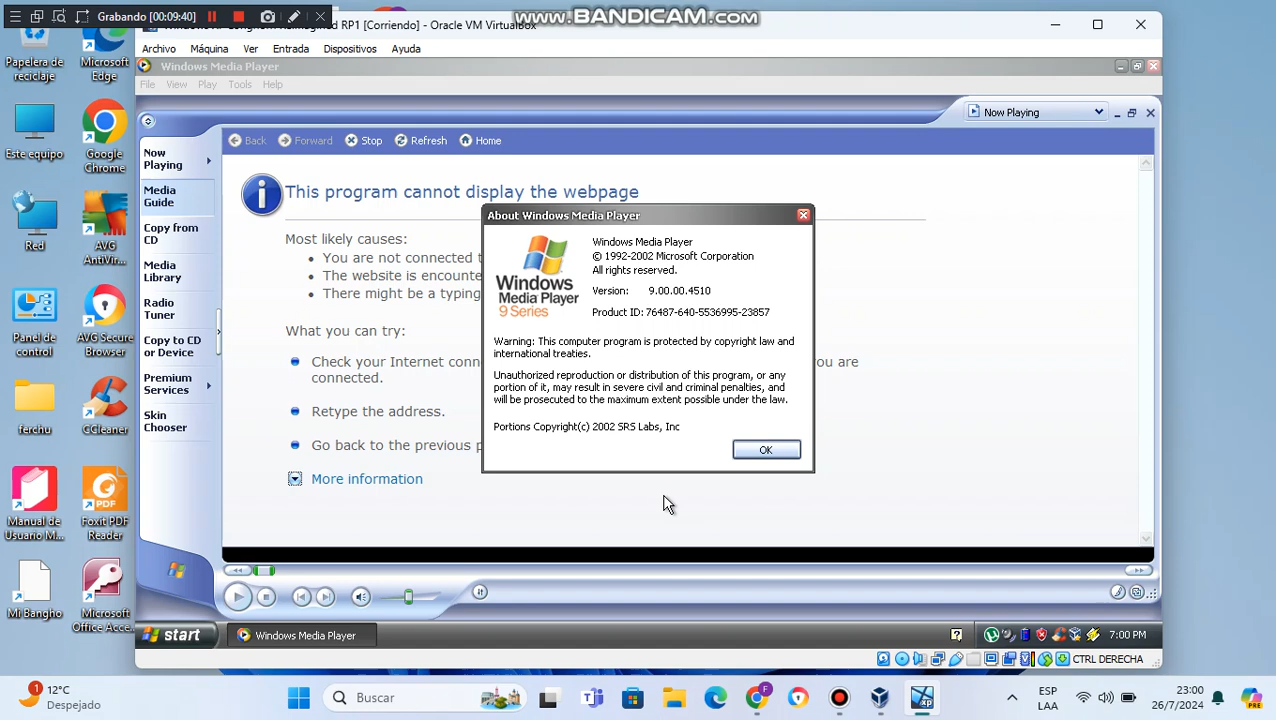 Grabando 00:09:40
www.BANDICAM.com
RP1 [Corriendo] - Oracle VM VirtualBox
Archivo Máquina Ver Entrada Dispositivos Ayuda
Windows Media Player
File View Play Tools Help
Now Playing
Back Forward Stop Refresh Home
Now Playing
Media Guide
Copy from CD
Media Library
Radio Tuner
Copy to CD or Device
Premium Services
Skin Chooser
This program cannot display the webpage
Most likely causes:
You are not connected
The website is encounte
There might be a typing
What you can try:
Check your Internet conne you are
connected.
Retype the address.
Go back to the previous p
More information
About Windows Media Player
Windows Media Player 9 Series
Windows Media Player
© 1992-2002 Microsoft Corporation
All rights reserved.
Version: 9.00.00.4510
Product ID: 76487-640-5536995-23857
Warning: This computer program is protected by copyright law and
international treaties.
Unauthorized reproduction or distribution of this program, or any
portion of it, may result in severe civil and criminal penalties, and
will be prosecuted to the maximum extent possible under the law.
Portions Copyright(c) 2002 SRS Labs, Inc
OK
start
Windows Media Player
7:00 PM
CTRL DERECHA
Papelera de reciclaje
Microsoft Edge
Este equipo
Google Chrome
Red
AVG AntiVir...
Panel de control
AVG Secure Browser
ferchu
CCleaner
Manual de Usuario M...
Foxit PDF Reader
Mi Bangho
Microsoft Office Acce...
1
12°C
Despejado
Buscar
ESP
LAA
23:00
26/7/2024